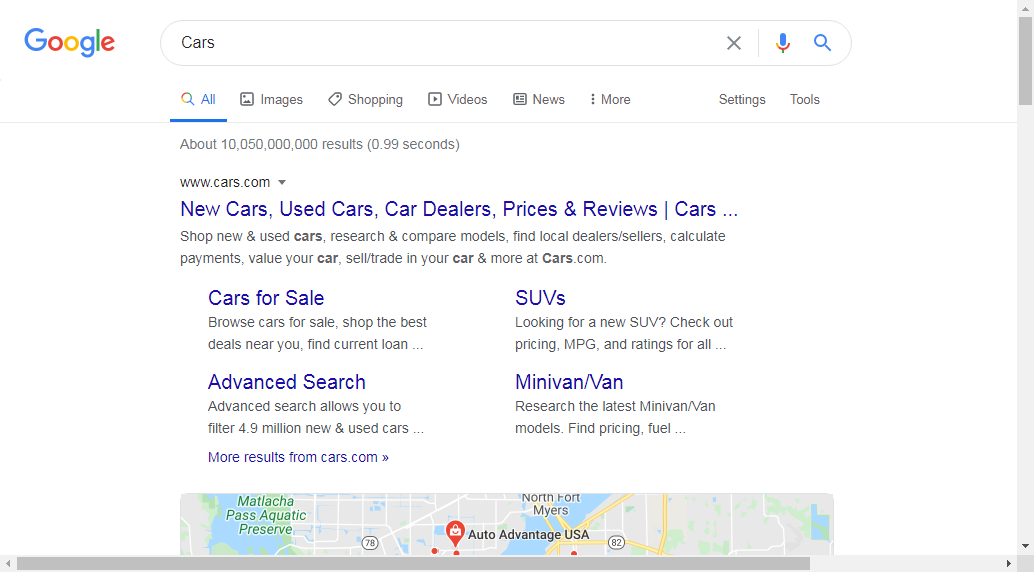 Google
Cars
All Images Shopping Videos News More Settings Tools
About 10,050,000,000 results (0.99 seconds)
www.cars.com
New Cars, Used Cars, Car Dealers, Prices & Reviews | Cars ...
Shop new & used cars, research & compare models, find local dealers/sellers, calculate
payments, value your car, sell/trade in your car & more at Cars.com.
Cars for Sale
Browse cars for sale, shop the best
deals near you, find current loan ...
SUVs
Looking for a new SUV? Check out
pricing, MPG, and ratings for all ...
Advanced Search
Advanced search allows you to
filter 4.9 million new & used cars ...
Minivan/Van
Research the latest Minivan/Van
models. Find pricing, fuel ...
More results from cars.com »
Matlacha
Pass Aquatic
Preserve
North Fort
Myers
78
Auto Advantage USA
82